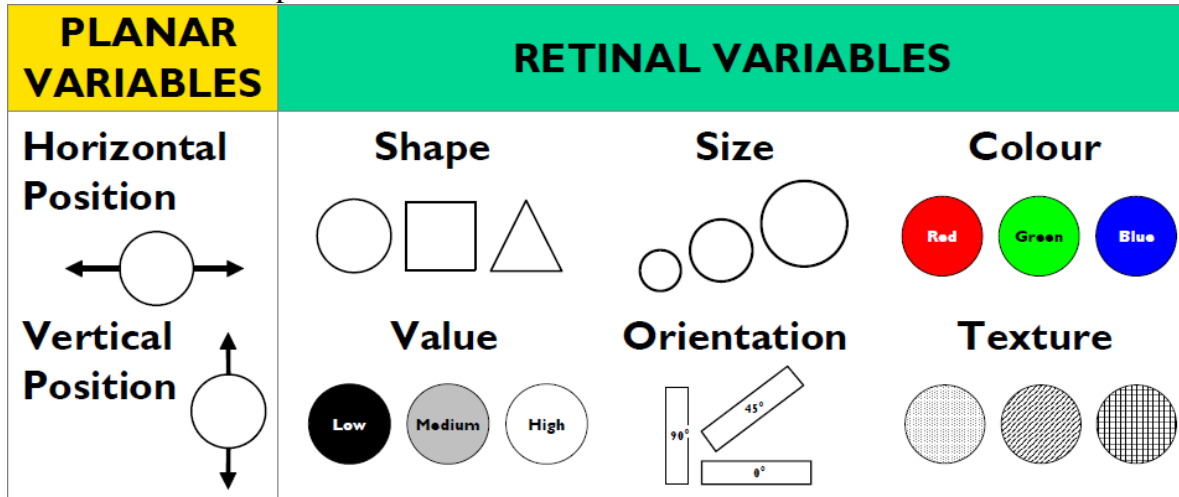 PLANAR
VARIABLES
RETINAL VARIABLES
Horizontal
Position
Vertical
Position
Shape
Size
Colour
Red
Green
Blue
Value
Orientation
Texture
Low
Medium
High
90°
45°
0°